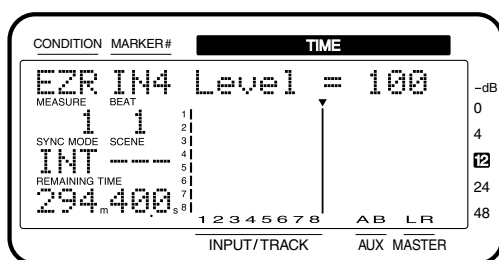 CONDITION MARKER# TIME
EZR IN4 Level = 100
MEASURE BEAT
1 1
SYNC MODE SCENE
INT ---
REMAINING TIME
294m40.0s
1
2
3
4
5
6
7
8
1 2 3 4 5 6 7 8 A B L R
INPUT/TRACK AUX MASTER
-dB
0
4
12
24
48